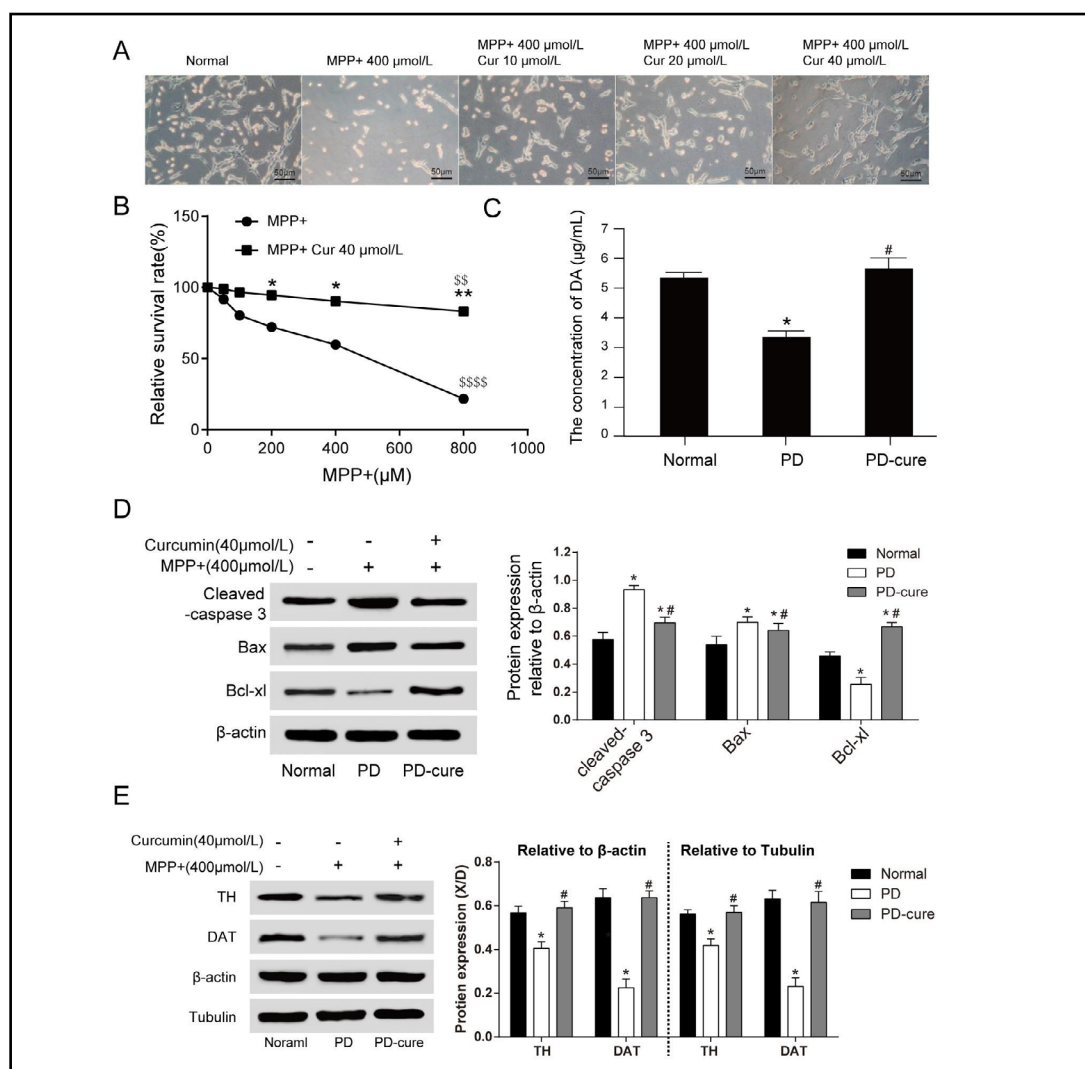 A
Normal
MPP+ 400 μmol/L
MPP+ 400 μmol/L
Cur 10 μmol/L
MPP+ 400 μmol/L
Cur 20 μmol/L
MPP+ 400 μmol/L
Cur 40 μmol/L
50μm
50μm
50μm
50μm
50μm
B
Relative survival rate(%)
150
100
50
0
MPP+
MPP+ Cur 40 μmol/L
*
*
$$
**
$$$$
0 200 400 600 800 1000
MPP+(μM)
C
The concentration of DA (μg/mL)
7
6
5
4
3
2
1
0
*
#
Normal PD PD-cure
D
Curcumin(40μmol/L) - - +
MPP+(400μmol/L) - + +
Cleaved
-caspase 3
Bax
Bcl-xl
β-actin
Normal PD PD-cure
Protein expression
relative to β-actin
1.2
1.0
0.8
0.6
0.4
0.2
0.0
Normal
PD
PD-cure
*
* #
*
* #
*
* #
cleaved-
caspase 3
Bax
Bcl-xl
E
Curcumin(40μmol/L) - - +
MPP+(400μmol/L) - + +
TH
DAT
β-actin
Tubulin
Noraml PD PD-cure
Protien expression (X/D)
0.8
0.6
0.4
0.2
0.0
Relative to β-actin
Relative to Tubulin
Normal
PD
PD-cure
*
#
*
#
*
#
*
#
TH DAT TH DAT